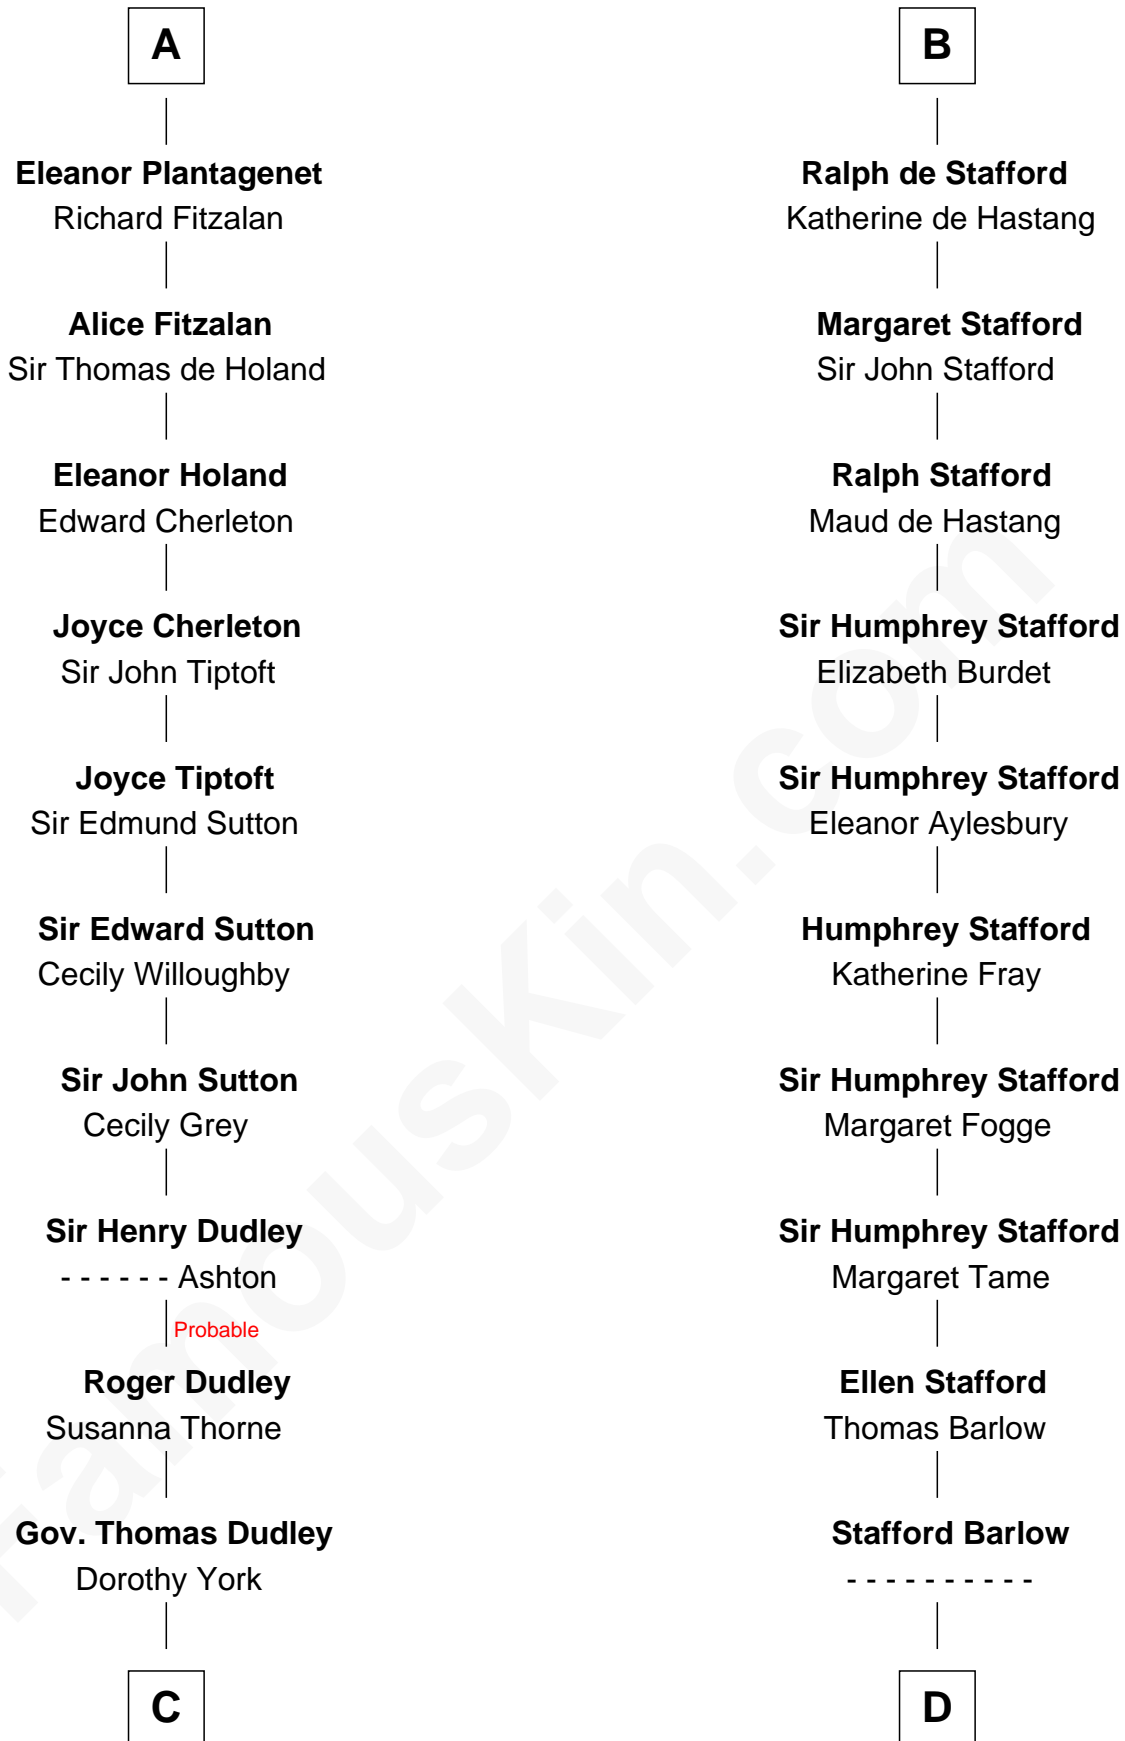 A
B
Eleanor Plantagenet
Richard Fitzalan
Ralph de Stafford
Katherine de Hastang
Alice Fitzalan
Sir Thomas de Holand
Margaret Stafford
Sir John Stafford
Eleanor Holand
Edward Cherleton
Ralph Stafford
Maud de Hastang
Joyce Cherleton
Sir John Tiptoft
Sir Humphrey Stafford
Elizabeth Burdet
Joyce Tiptoft
Sir Edmund Sutton
Sir Humphrey Stafford
Eleanor Aylesbury
Sir Edward Sutton
Cecily Willoughby
Humphrey Stafford
Katherine Fray
Sir John Sutton
Cecily Grey
Sir Humphrey Stafford
Margaret Fogge
Sir Henry Dudley
- - - - - - Ashton
Probable
Sir Humphrey Stafford
Margaret Tame
Roger Dudley
Susanna Thorne
Ellen Stafford
Thomas Barlow
Gov. Thomas Dudley
Dorothy York
Stafford Barlow
- - - - - - - - - -
C
D
FamousKin.com